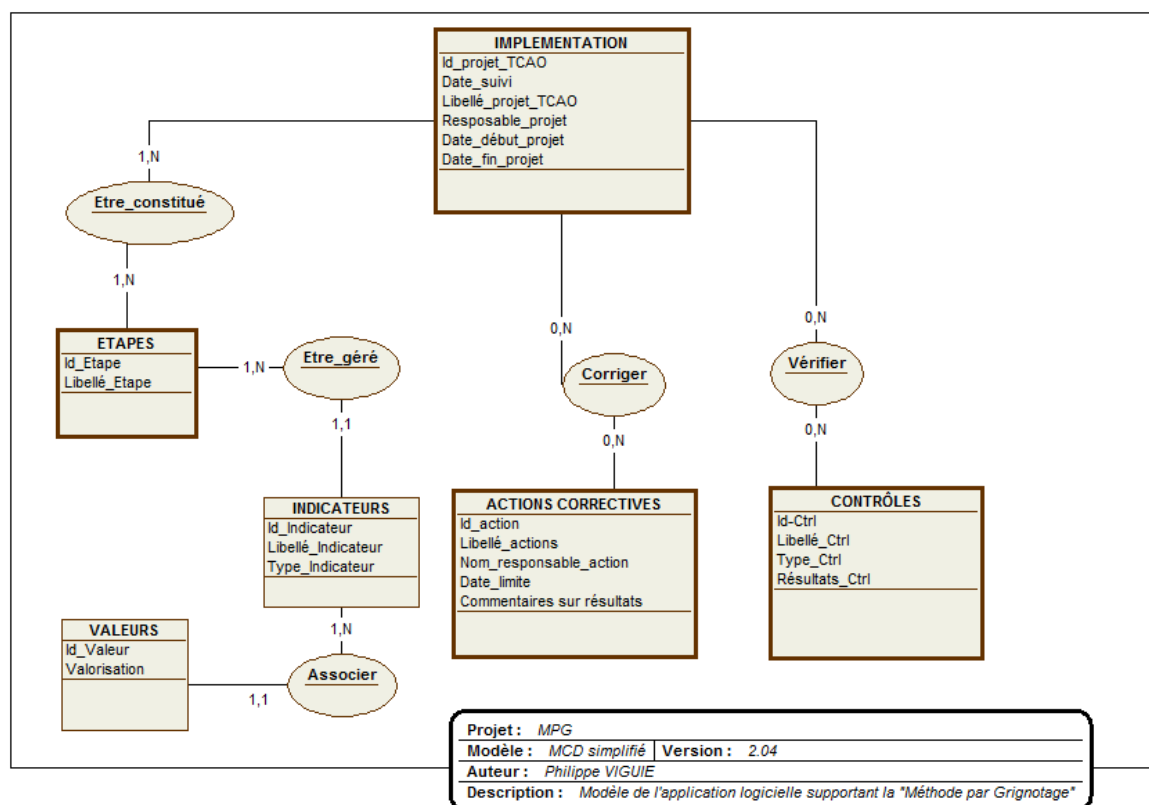 IMPLEMENTATION
Id_projet_TCAO
Date_suivi
Libellé_projet_TCAO
Resposable_projet
Date_début_projet
Date_fin_projet
1,N
Etre_constitué
1,N
ETAPES
Id_Etape
Libellé_Etape
1,N
Etre_géré
1,1
INDICATEURS
Id_Indicateur
Libellé_Indicateur
Type_Indicateur
1,N
Associer
1,1
VALEURS
Id_Valeur
Valorisation
0,N
Corriger
0,N
ACTIONS CORRECTIVES
Id_action
Libellé_actions
Nom_responsable_action
Date_limite
Commentaires sur résultats
0,N
Vérifier
0,N
CONTRÔLES
Id-Ctrl
Libellé_Ctrl
Type_Ctrl
Résultats_Ctrl
Projet : MPG
Modèle : MCD simplifié Version : 2.04
Auteur : Philippe VIGUIE
Description : Modèle de l'application logicielle supportant la "Méthode par Grignotage"